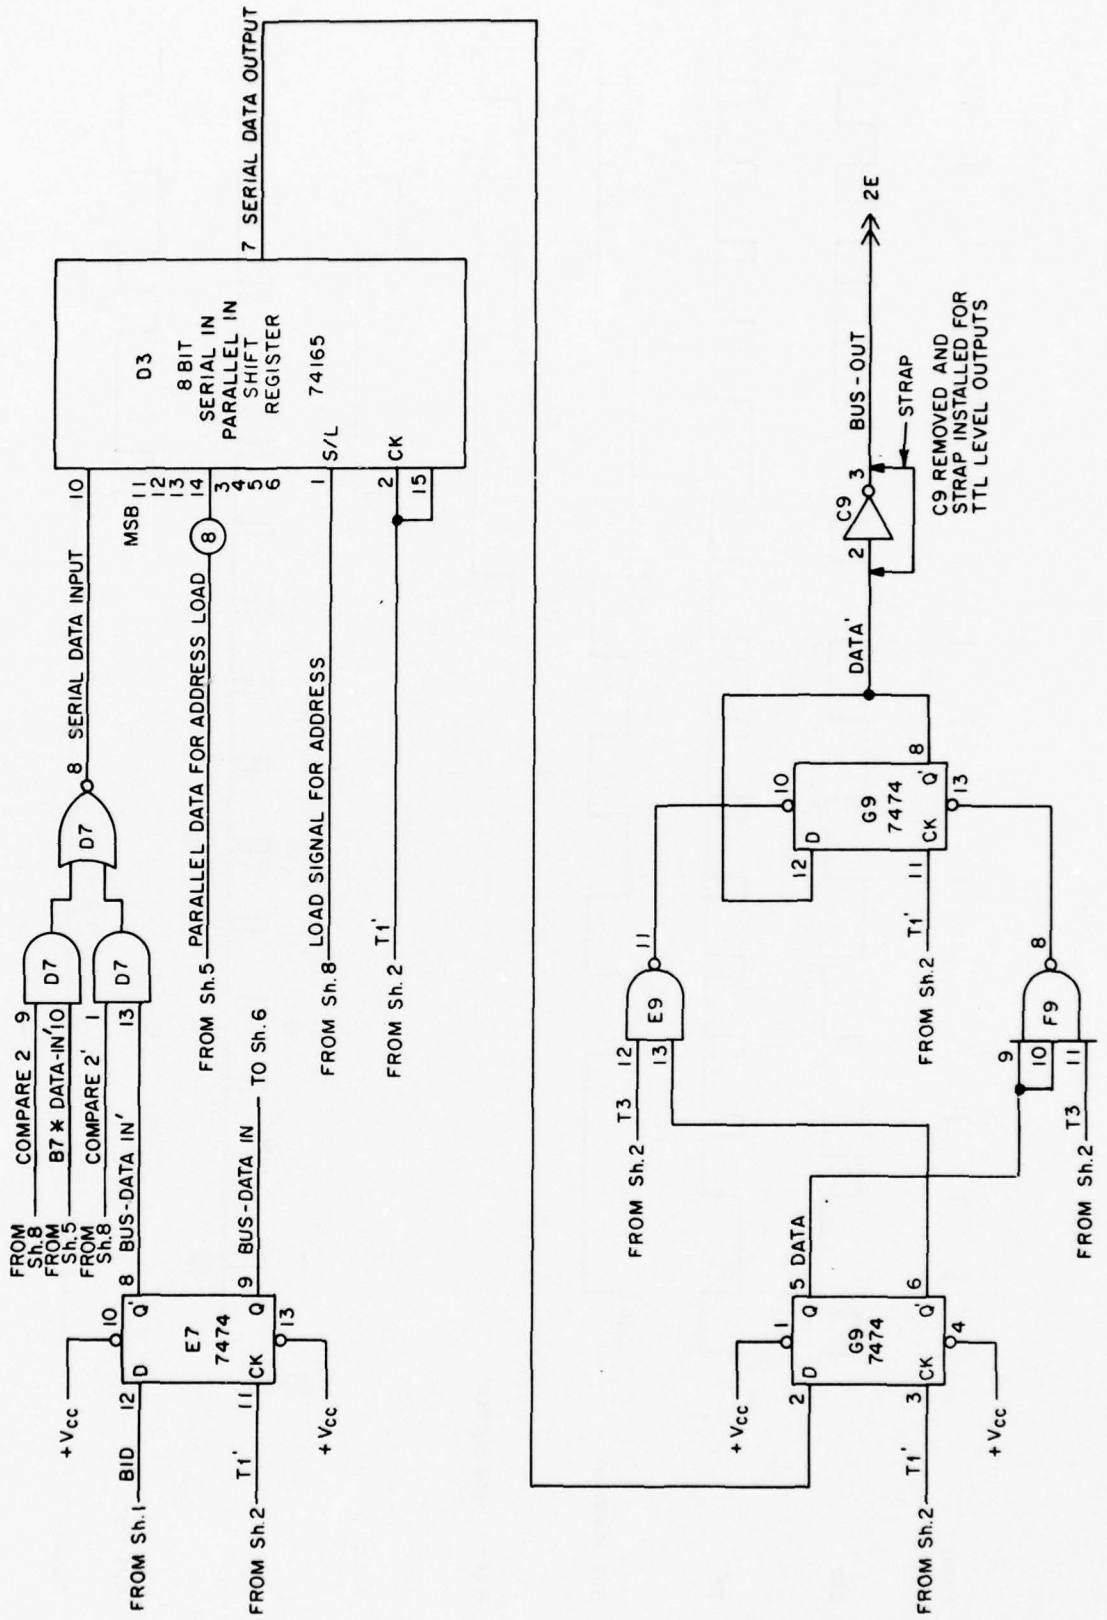 FROM Sh.1
BID
12
D
+Vcc
10
E7
7474
Q'
8
BUS-DATA IN'
FROM Sh.2
T1'
11
CK
+Vcc
13
Q
9
BUS-DATA IN
TO Sh.6
FROM
Sh.8
COMPARE 2
9
FROM
Sh.5
B7 * DATA-IN'
10
FROM
Sh.8
COMPARE 2'
1
13
D7
D7
D7
8
SERIAL DATA INPUT
10
FROM Sh.5
PARALLEL DATA FOR ADDRESS LOAD
8
MSB
11
12
13
14
3
4
5
6
FROM Sh.8
LOAD SIGNAL FOR ADDRESS
1
S/L
FROM Sh.2
T1'
2
CK
15
D3
8 BIT
SERIAL IN
PARALLEL IN
SHIFT
REGISTER
74165
7
SERIAL DATA OUTPUT
+Vcc
1
2
D
G9
7474
Q
5
DATA
FROM Sh.2
T1'
3
CK
Q'
6
4
+Vcc
FROM Sh.2
T3
12
13
E9
11
FROM Sh.2
T3
9
10
11
F9
8
FROM Sh.2
T1'
11
CK
12
D
G9
7474
10
Q'
8
13
DATA'
2
C9
3
BUS-OUT
2E
STRAP
C9 REMOVED AND
STRAP INSTALLED FOR
TTL LEVEL OUTPUTS